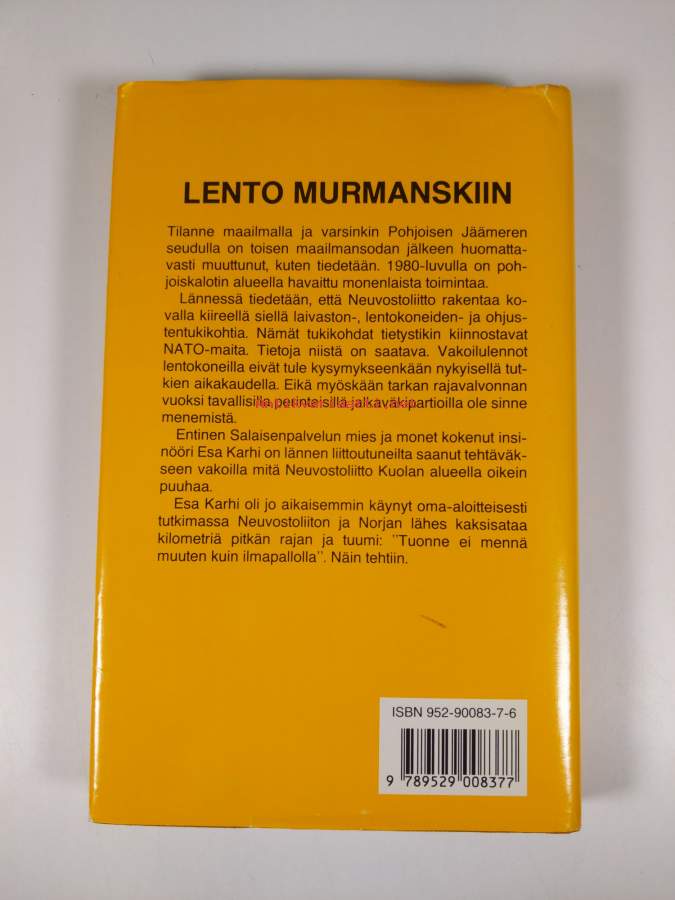 LENTO MURMANSKIIN
Tilanne maailmalla ja varsinkin Pohjoisen Jäämeren
seudulla on toisen maailmansodan jälkeen huomatta-
vasti muuttunut, kuten tiedetään. 1980-luvulla on poh-
joiskalotin alueella havaittu monenlaista toimintaa.
Lännessä tiedetään, että Neuvostoliitto rakentaa ko-
valla kiireellä siellä laivaston-, lentokoneiden- ja ohjus-
tentukikohtia. Nämät tukikohdat tietystikin kiinnostavat
NATO-maita. Tietoja niistä on saatava. Vakoilulennot
lentokoneilla eivät tule kysymykseenkään nykyisellä tut-
kien aikakaudella. Eikä myöskään tarkan rajavalvonnan
vuoksi tavallisilla perinteisillä jalkaväkipartioilla ole sinne
menemistä.
Entinen Salaisenpalvelun mies ja monet kokenut insi-
nööri Esa Karhi on lännen liittoutuneilta saanut tehtäväk-
seen vakoilla mitä Neuvostoliitto Kuolan alueella oikein
puuhaa.
Esa Karhi oli jo aikaisemmin käynyt oma-aloitteisesti
tutkimassa Neuvostoliiton ja Norjan lähes kaksisataa
kilometriä pitkän rajan ja tuumi: ”Tuonne ei mennä
muuten kuin ilmapallolla”. Näin tehtiin.
ISBN 952-90083-7-6
9 789529 008377